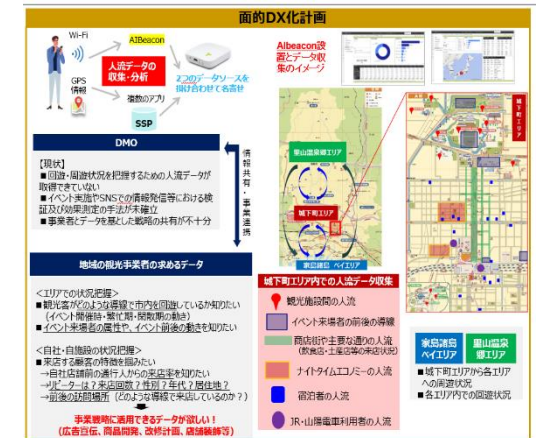 面的DX化計画
Wi-Fi
AIBeacon
GPS
情報
人流データの
収集・分析
複数のアプリ
SSP
2つのデータソースを
掛け合わせて名寄せ
AIbeacon設
置とデータ収
集のイメージ
DMO
【現状】
■回遊・周遊状況を把握するための人流データが
取得できていない
■イベント実施やSNSでの情報発信等における検
証及び効果測定の手法が未確立
■事業者とデータを基とした戦略の共有が不十分
情報共有・事業連携
地域の観光事業者の求めるデータ
<エリアでの状況把握>
■観光客がどのような導線で市内を回遊しているか知りたい
(イベント開催時・繁忙期・閑散期の動き)
■イベント来場者の属性や、イベント前後の動きを知りたい
<自社・自施設の状況把握>
■来店する顧客の特徴を掴みたい
→自社店舗前の通行人からの来店率を知りたい
→リピーターは?来店回数?性別?年代?居住地?
→前後の訪問場所(どのような導線で来店しているのか?)
事業戦略に活用できるデータが欲しい!
(広告宣伝、商品開発、改修計画、店舗装飾等)
里山温泉郷エリア
城下町エリア
家島諸島 ベイエリア
城下町エリア
城下町エリア内での人流データ収集
観光施設間の人流
イベント来場者の前後の導線
商店街や主要な通りの人流
(飲食店・土産店等の来店状況)
ナイトタイムエコノミーの人流
宿泊者の人流
JR・山陽電車利用者の人流
家島諸島
ベイエリア
里山温泉
郷エリア
■城下町エリアから各エリア
への周遊状況
■各エリア内での回遊状況